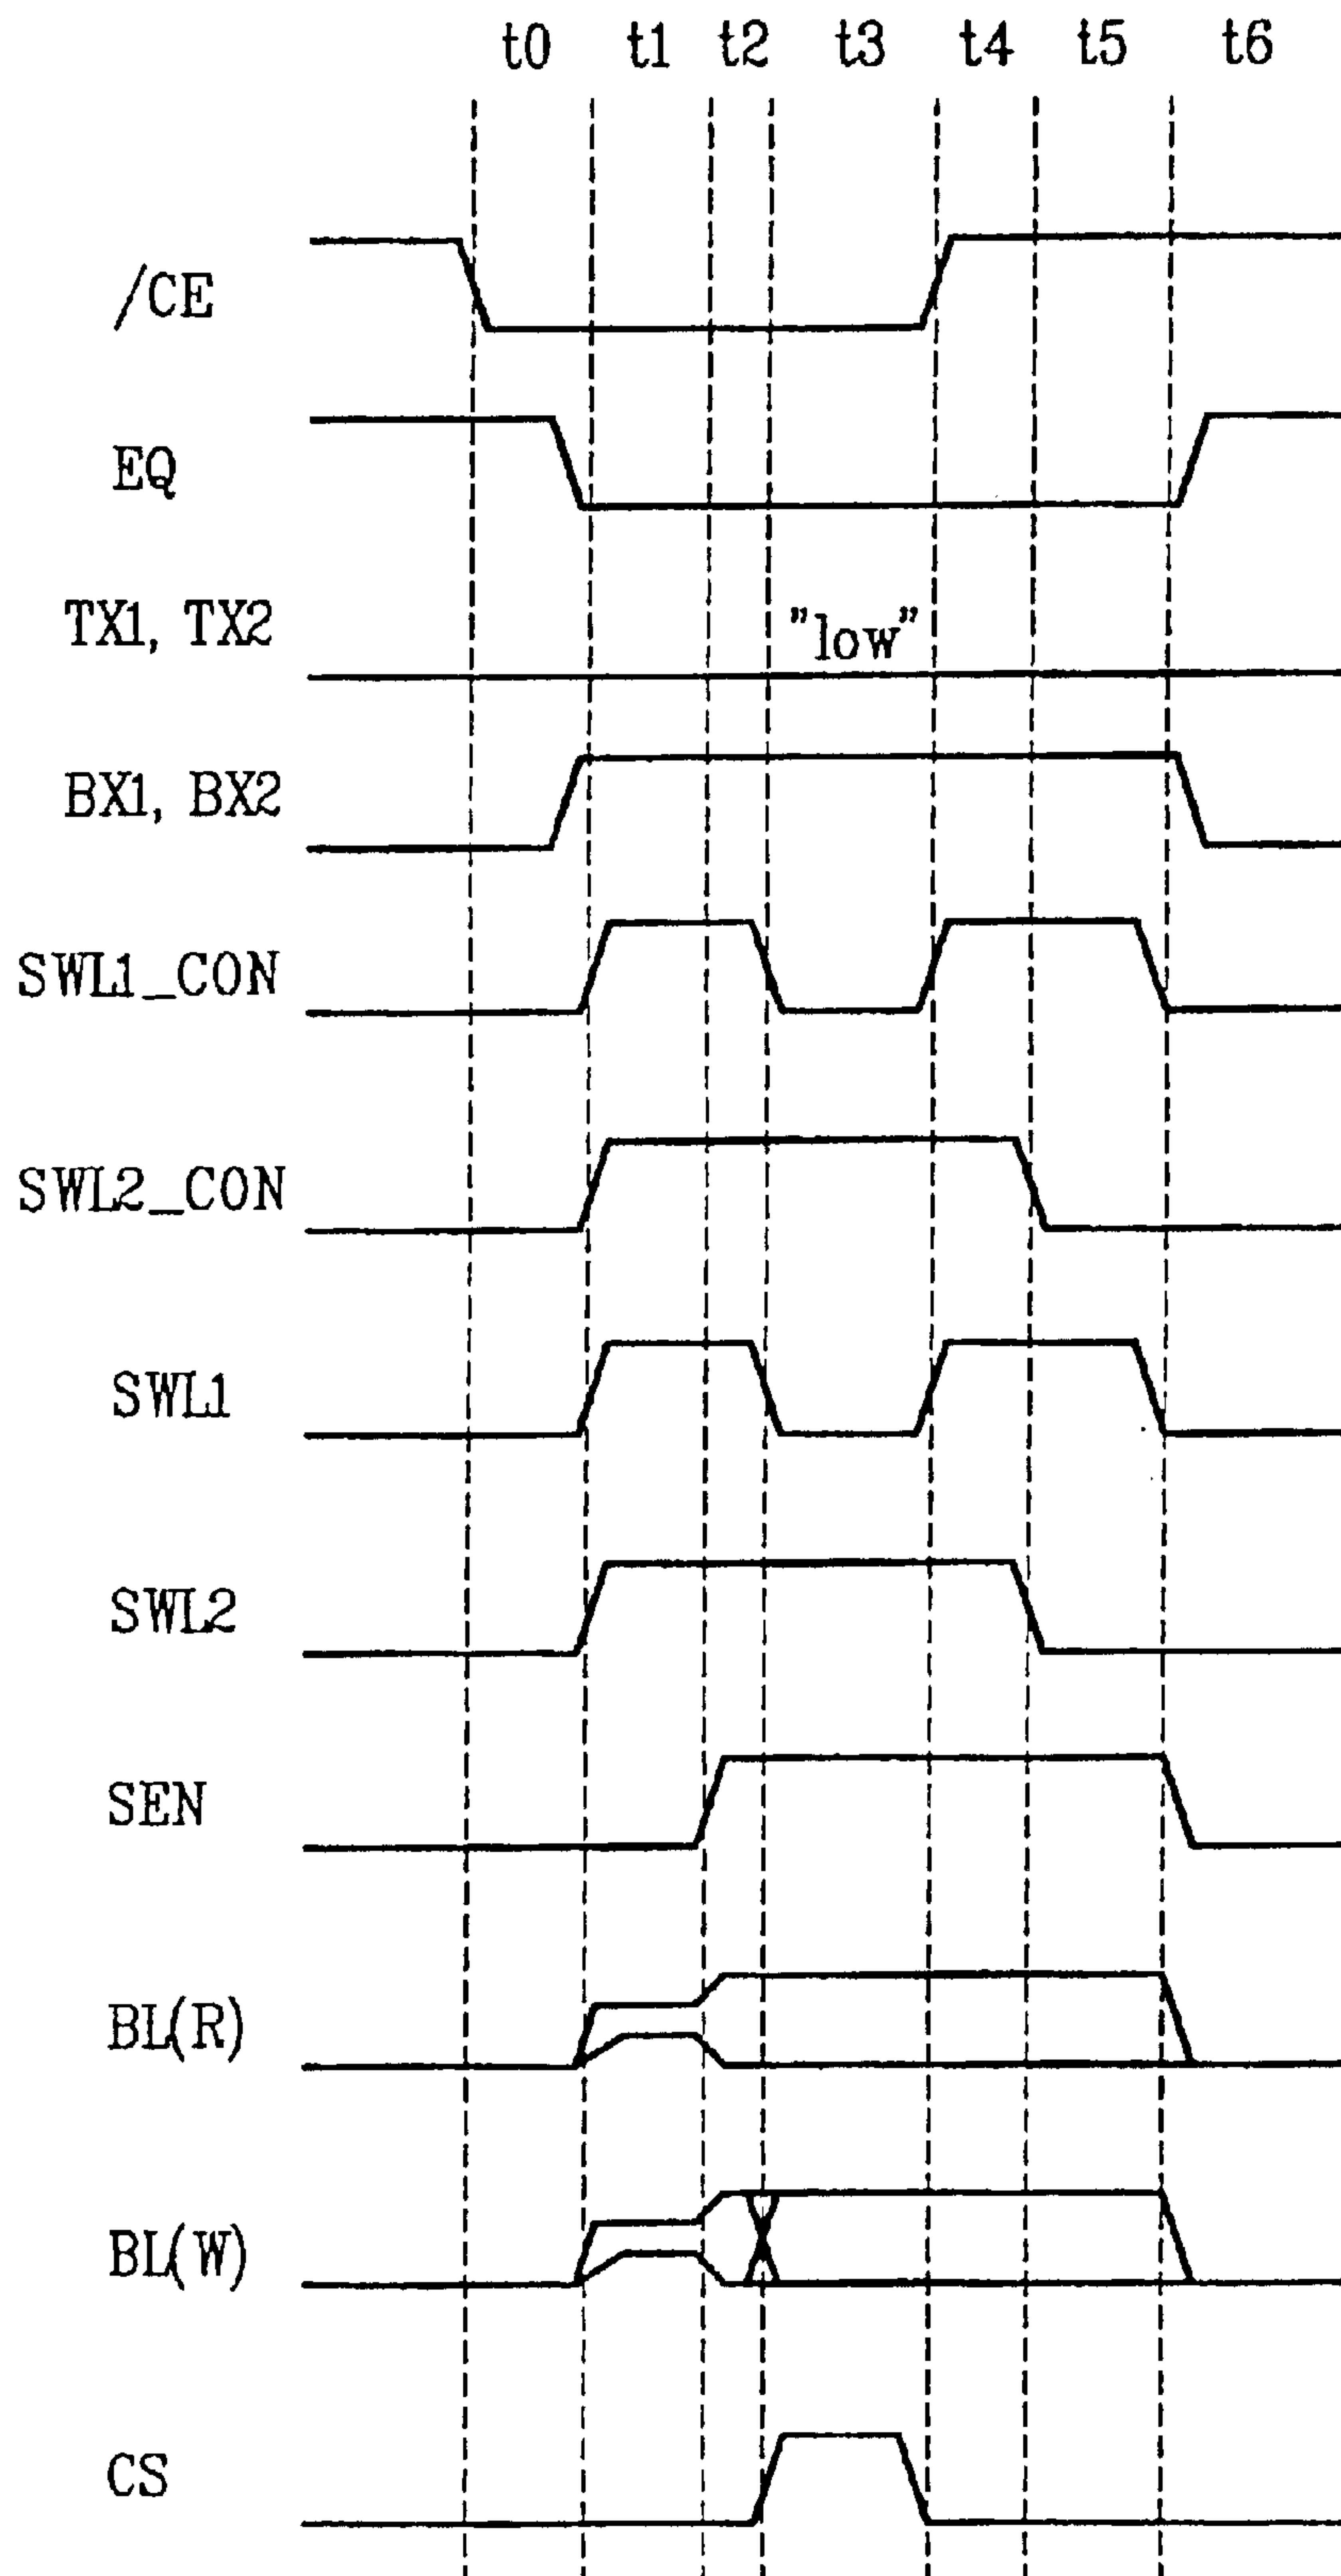 t0 t1 t2 t3 t4 t5 t6
/CE
EQ
TX1, TX2
"low"
BX1, BX2
SWL1_CON
SWL2_CON
SWL1
SWL2
SEN
BL(R)
BL(W)
CS